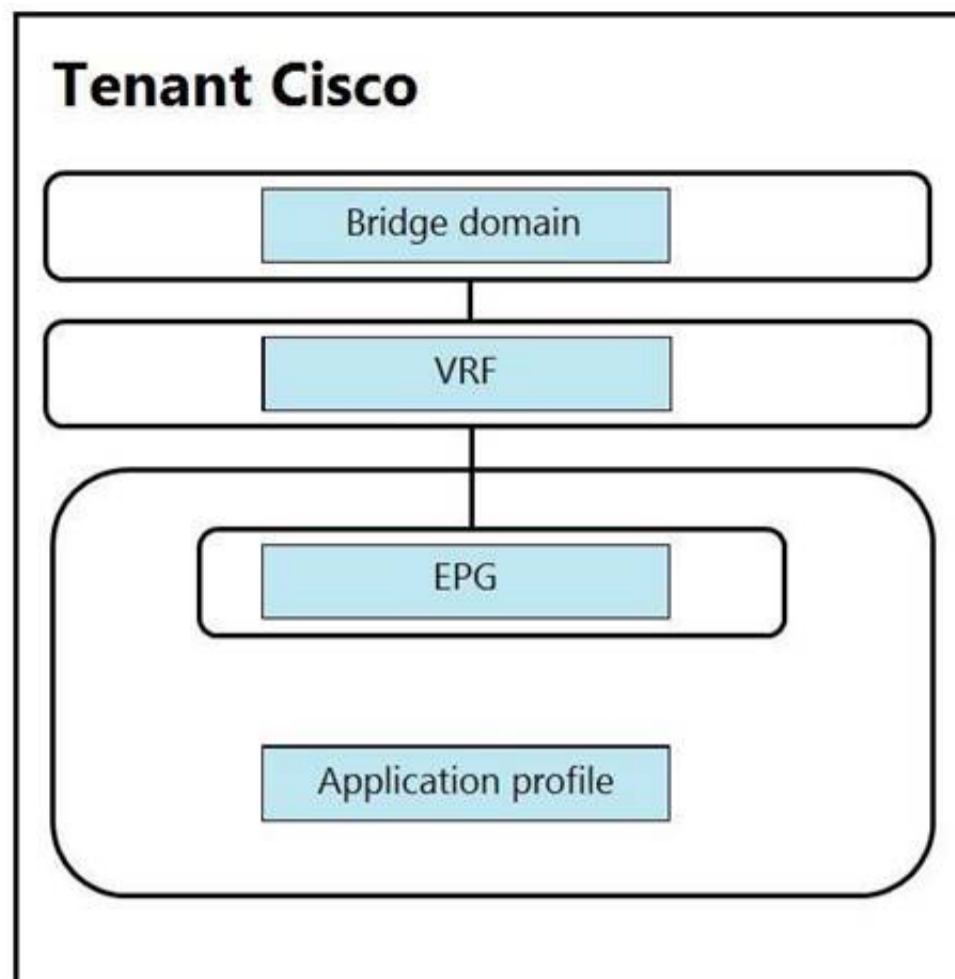 Tenant Cisco
Bridge domain
VRF
EPG
Application profile